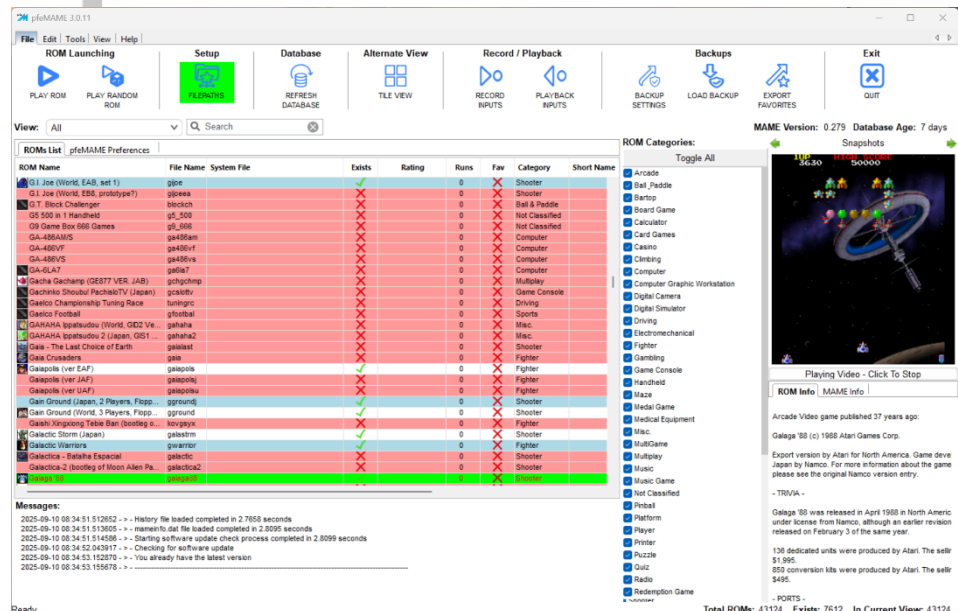 pfeMAME 3.0.11
File Edit Tools View Help
ROM Launching Setup Database Alternate View Record / Playback Backups Exit
PLAY ROM PLAY RANDOM ROM FILEPATHS REFRESH DATABASE TILE VIEW RECORD INPUTS PLAYBACK INPUTS BACKUP SETTINGS LOAD BACKUP EXPORT FAVORITES QUIT
View: All Search
MAME Version: 0.279 Database Age: 7 days
ROMs List pfeMAME Preferences
ROM Name File Name System File Exists Rating Runs Fav Category Short Name
G.I. Joe (World, EAB, set 1) gijoe 0 Shooter
G.I. Joe (World, EB8, prototype?) gijoeea 0 Shooter
G.T. Block Challenger blockch 0 Ball & Paddle
G5 500 in 1 Handheld g5_500 0 Not Classified
G9 Game Box 666 Games g9_666 0 Not Classified
GA-486AM/S ga486am 0 Computer
GA-486VF ga486vf 0 Computer
GA-486VS ga486vs 0 Computer
GA-6LA7 ga6la7 0 Computer
Gacha Gachamp (GE877 VER. JAB) gchgchmp 0 Multiplay
Gachinko Shoubu! PachisloTV (Japan) gcslottv 0 Game Console
Gaelco Championship Tuning Race tuningrc 0 Driving
Gaelco Football gfootbal 0 Sports
GAHAHA Ippatsudou (World, GID2 Ve... gahaha 0 Misc.
GAHAHA Ippatsudou 2 (Japan, GIS1 ... gahaha2 0 Misc.
Gaia - The Last Choice of Earth gaialast 0 Shooter
Gaia Crusaders gaia 0 Fighter
Gaiapolis (ver EAF) gaiapols 0 Fighter
Gaiapolis (ver JAF) gaiapolsj 0 Fighter
Gaiapolis (ver UAF) gaiapolsu 0 Fighter
Gain Ground (Japan, 2 Players, Flopp... ggroundj 0 Shooter
Gain Ground (World, 3 Players, Flopp... gground 0 Shooter
Gaishi Xingxiong Tebie Ban (bootleg o... kovgsyx 0 Fighter
Galactic Storm (Japan) galastrm 0 Shooter
Galactic Warriors gwarrior 0 Fighter
Galactica - Batalha Espacial galactic 0 Shooter
Galactica-2 (bootleg of Moon Alien Pa... galactica2 0 Shooter
Galaga '88 galaga88 0 Shooter
Messages:
2025-09-10 08:34:51.512652 - > - History file loaded completed in 2.7658 seconds
2025-09-10 08:34:51.513605 - > - mameinfo.dat file loaded completed in 2.8095 seconds
2025-09-10 08:34:51.514586 - > - Starting software update check process completed in 2.8099 seconds
2025-09-10 08:34:52.043917 - > - Checking for software update
2025-09-10 08:34:53.152870 - > - You already have the latest version
2025-09-10 08:34:53.155678 - > - ----------
ROM Categories:
Toggle All
Arcade
Ball_Paddle
Bartop
Board Game
Calculator
Card Games
Casino
Climbing
Computer
Computer Graphic Workstation
Digital Camera
Digital Simulator
Driving
Electromechanical
Fighter
Gambling
Game Console
Handheld
Maze
Medal Game
Medical Equipment
Misc.
MultiGame
Multiplay
Music
Music Game
Not Classified
Pinball
Platform
Player
Printer
Puzzle
Quiz
Radio
Redemption Game
Shooter
Snapshots
1UP HIGH SCORE
3630 50000
Playing Video - Click To Stop
ROM Info MAME Info
Arcade Video game published 37 years ago:
Galaga '88 (c) 1988 Atari Games Corp.
Export version by Atari for North America. Game deve
Japan by Namco. For more information about the game
please see the original Namco version entry.
- TRIVIA -
Galaga '88 was released in April 1988 in North Americ
under license from Namco, although an earlier revision
released on February 3 of the same year.
136 dedicated units were produced by Atari. The sellir
$1,995.
850 conversion kits were produced by Atari. The sellir
$495.
- PORTS -
Ready
Total ROMs: 43124 Exists: 7612 In Current View: 43124